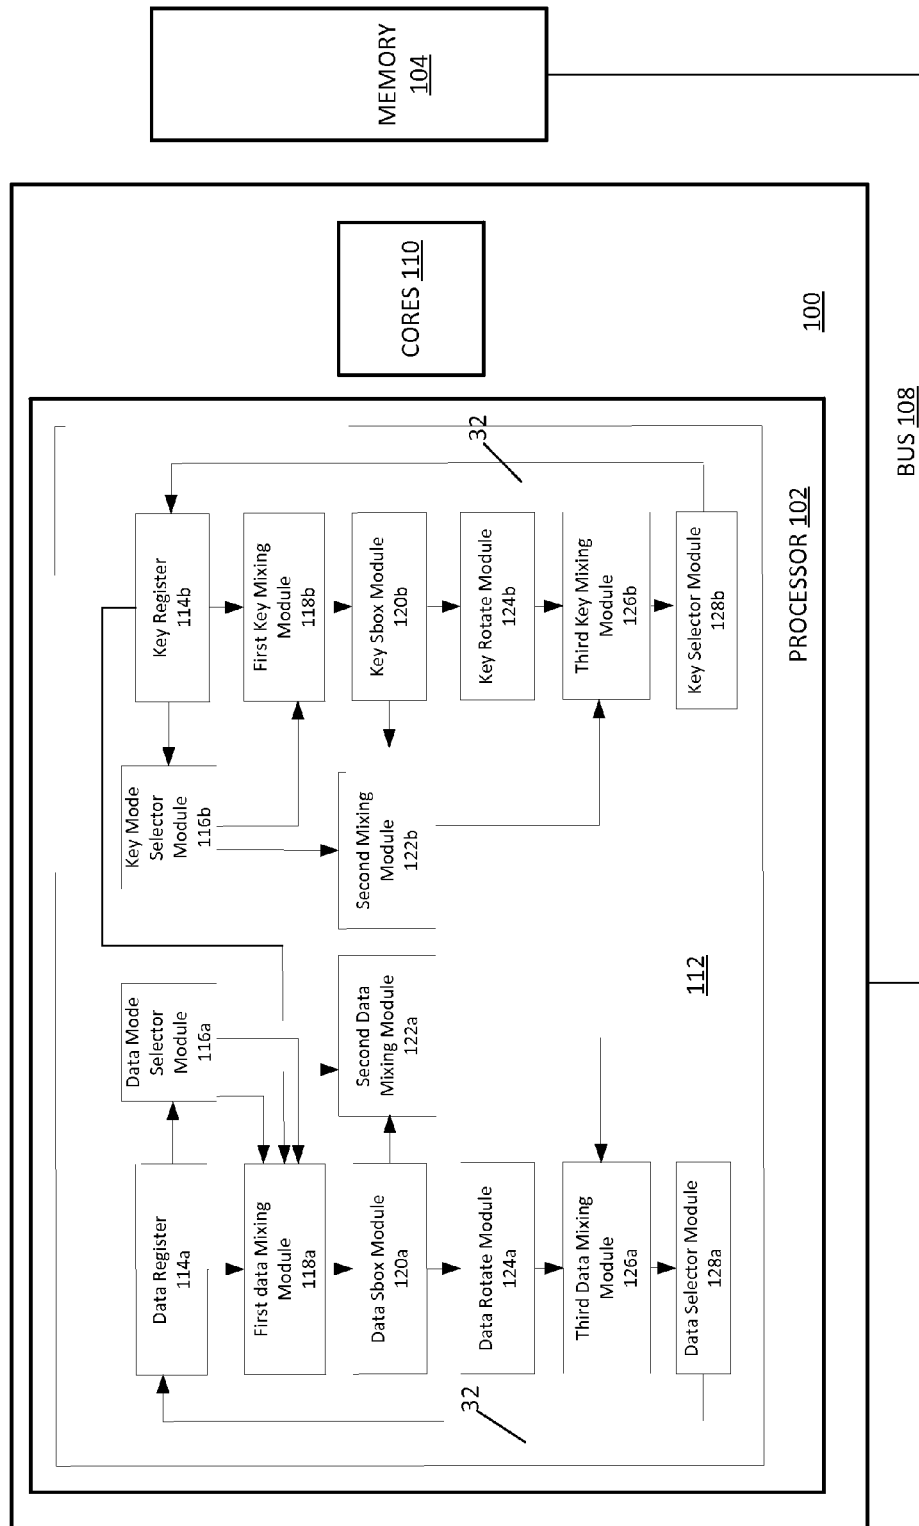 MEMORY
104
CORES 110
100
BUS 108
PROCESSOR 102
112
Data Register
114a
First data Mixing
Module
118a
Data Sbox Module
120a
Data Rotate Module
124a
Third Data Mixing
Module
126a
Data Selector Module
128a
32
Data Mode
Selector
Module
116a
Second Data
Mixing Module
122a
Key Mode
Selector
Module
116b
Second Mixing
Module
122b
Key Register
114b
First Key Mixing
Module
118b
Key Sbox Module
120b
Key Rotate Module
124b
Third Key Mixing
Module
126b
Key Selector Module
128b
32